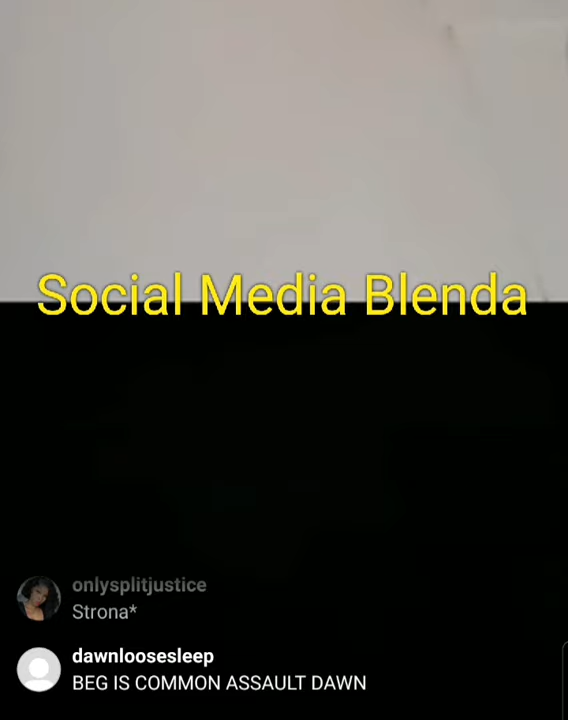 Social Media Blenda
onlysplitjustice
Strona*
dawnloosesleep
BEG IS COMMON ASSAULT DAWN